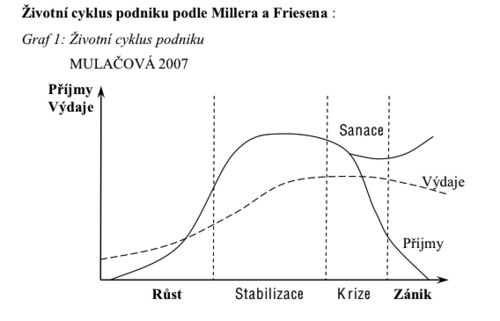 Životní cyklus podniku podle Millera a Friesena :
Graf 1: Životní cyklus podniku
MULAČOVÁ 2007
Příjmy
Výdaje
Sanace
Výdaje
Příjmy
Růst Stabilizace Krize Zánik